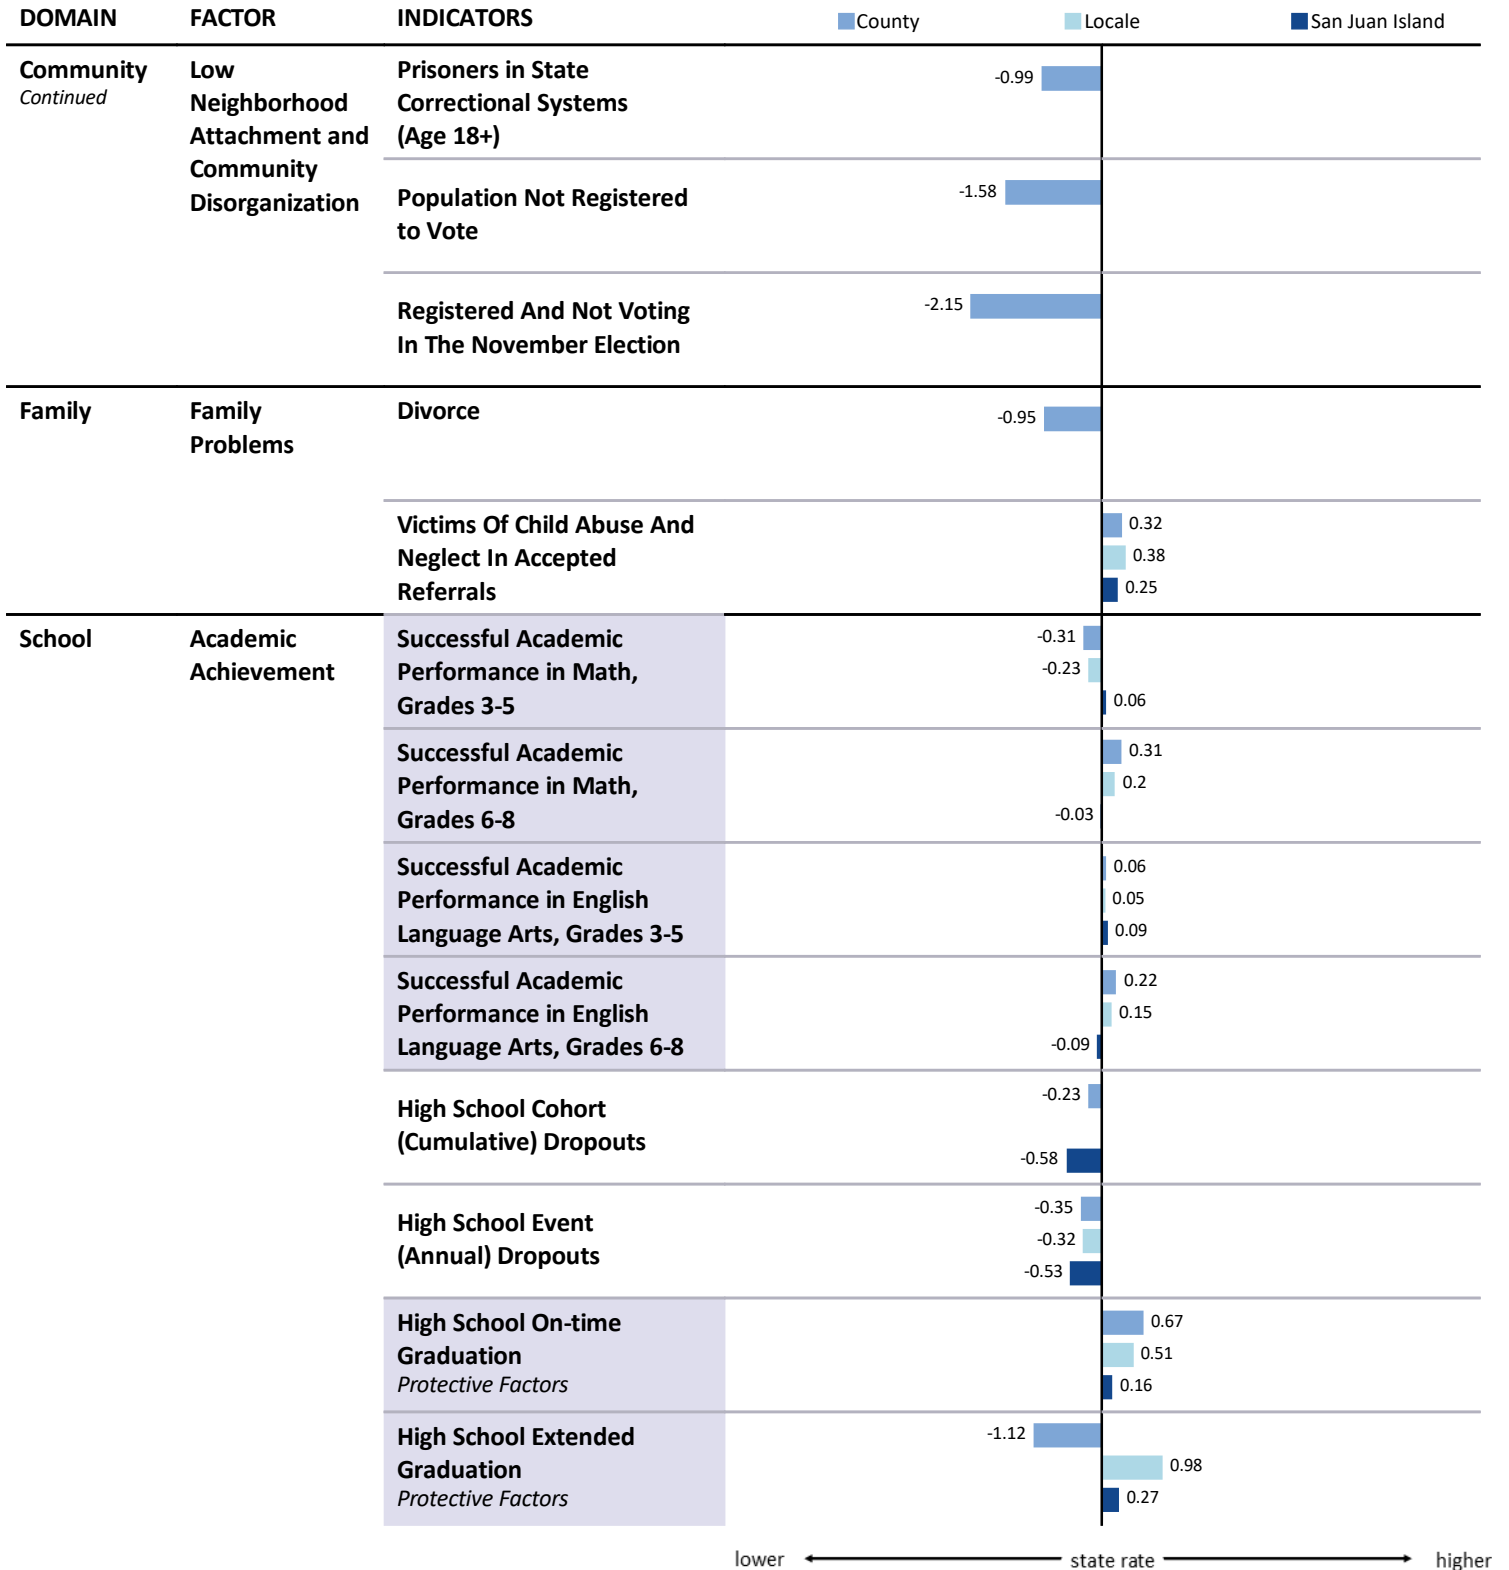 DOMAIN FACTOR INDICATORS County Locale San Juan Island
Community
Continued
Low
Neighborhood
Attachment and
Community
Disorganization
Prisoners in State
Correctional Systems
(Age 18+)
-0.99
Population Not Registered
to Vote
-1.58
Registered And Not Voting
In The November Election
-2.15
Family
Family
Problems
Divorce
-0.95
Victims Of Child Abuse And
Neglect In Accepted
Referrals
0.32
0.38
0.25
School
Academic
Achievement
Successful Academic
Performance in Math,
Grades 3-5
-0.31
-0.23
0.06
Successful Academic
Performance in Math,
Grades 6-8
0.31
0.2
-0.03
Successful Academic
Performance in English
Language Arts, Grades 3-5
0.06
0.05
0.09
Successful Academic
Performance in English
Language Arts, Grades 6-8
0.22
0.15
-0.09
High School Cohort
(Cumulative) Dropouts
-0.23
-0.58
High School Event
(Annual) Dropouts
-0.35
-0.32
-0.53
High School On-time
Graduation
Protective Factors
0.67
0.51
0.16
High School Extended
Graduation
Protective Factors
-1.12
0.98
0.27
lower state rate higher